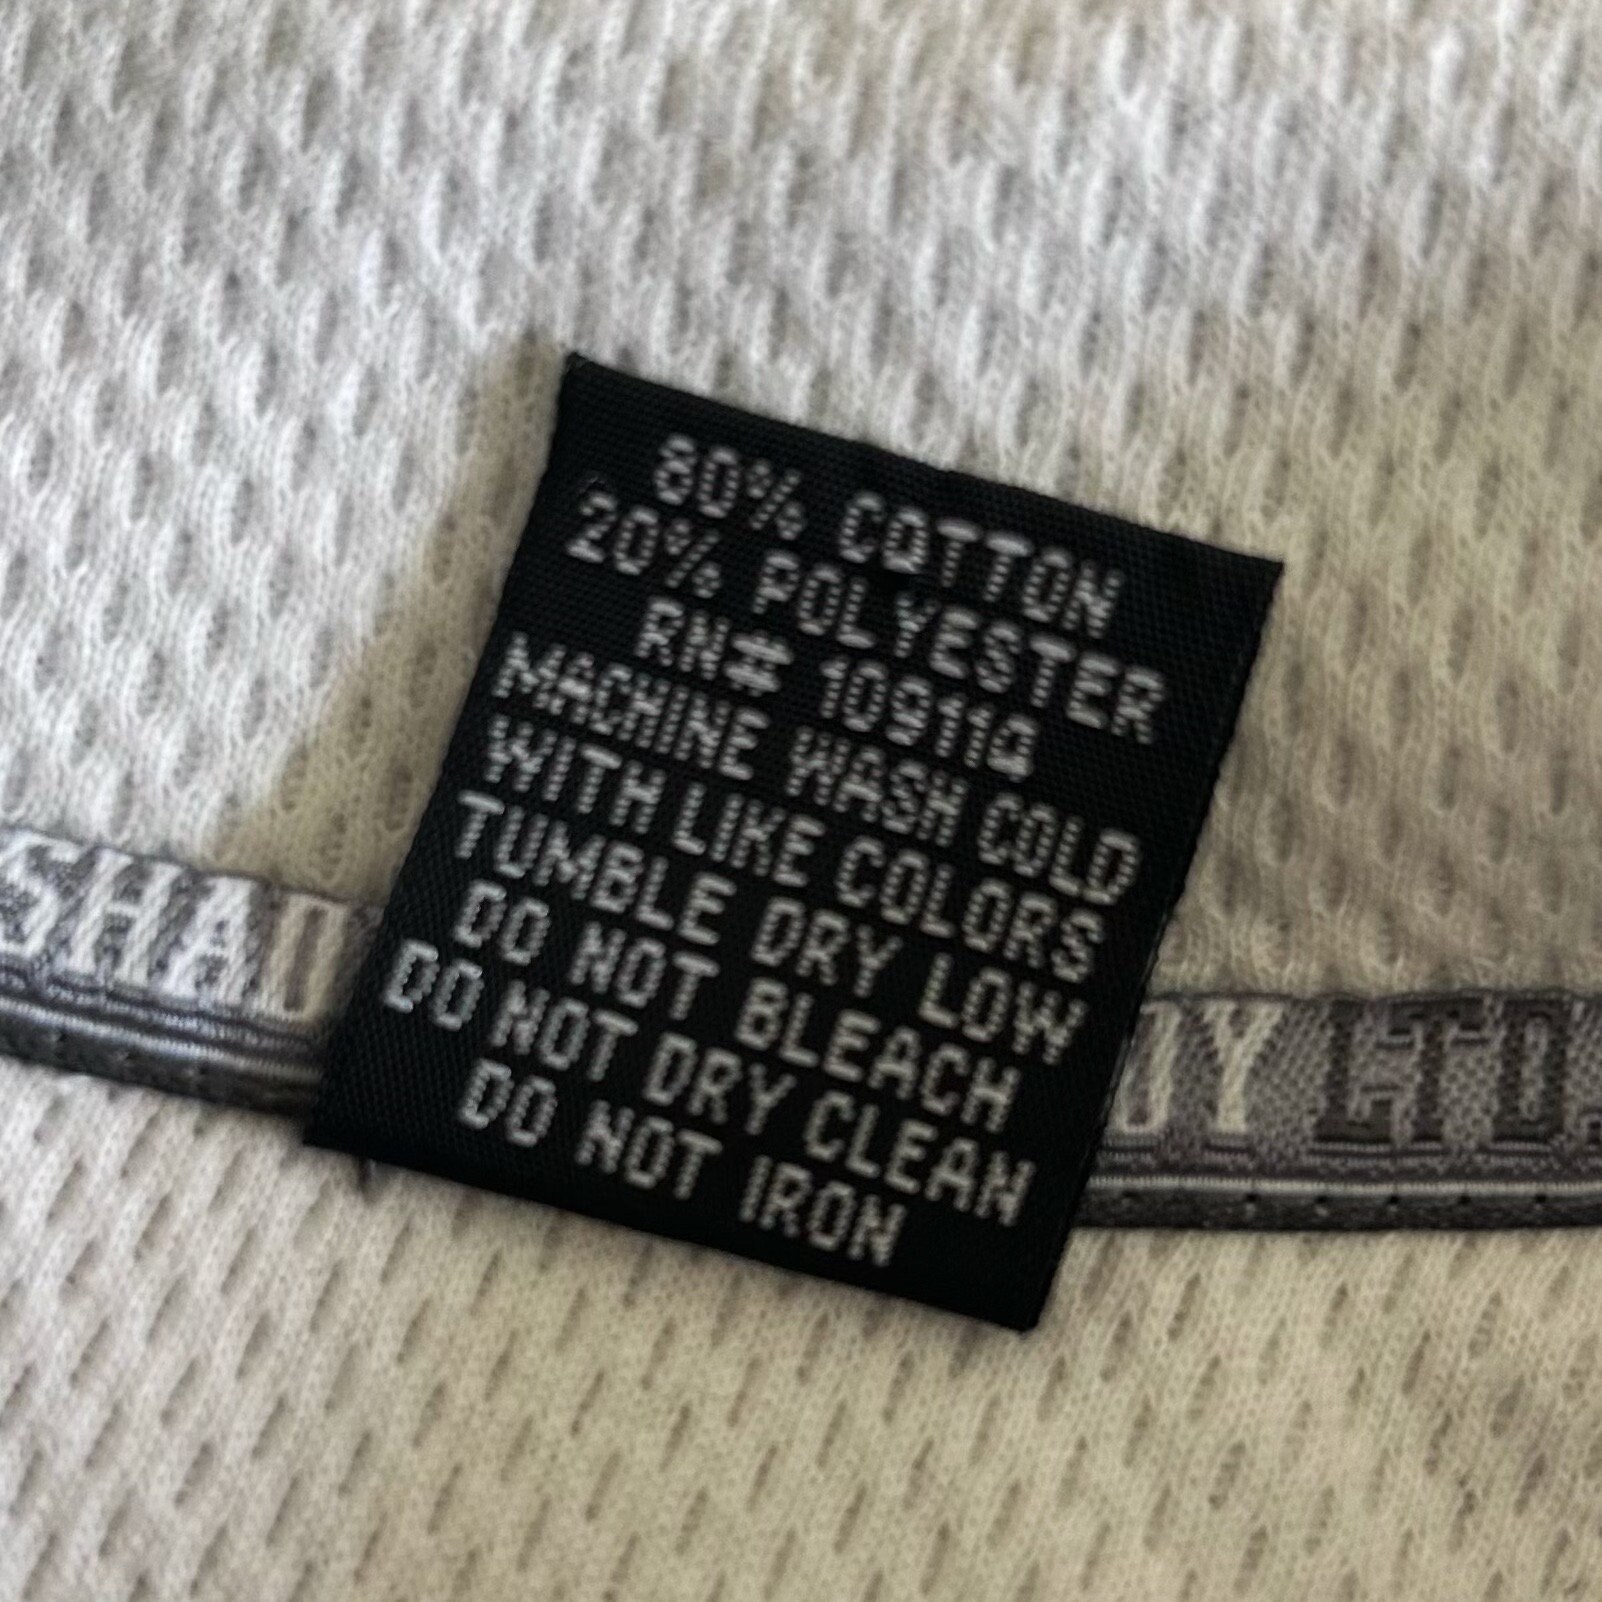 80% COTTON
20% POLYESTER
RN# 109110
MACHINE WASH COLD
WITH LIKE COLORS
TUMBLE DRY LOW
DO NOT BLEACH
DO NOT DRY CLEAN
DO NOT IRON
LTD.